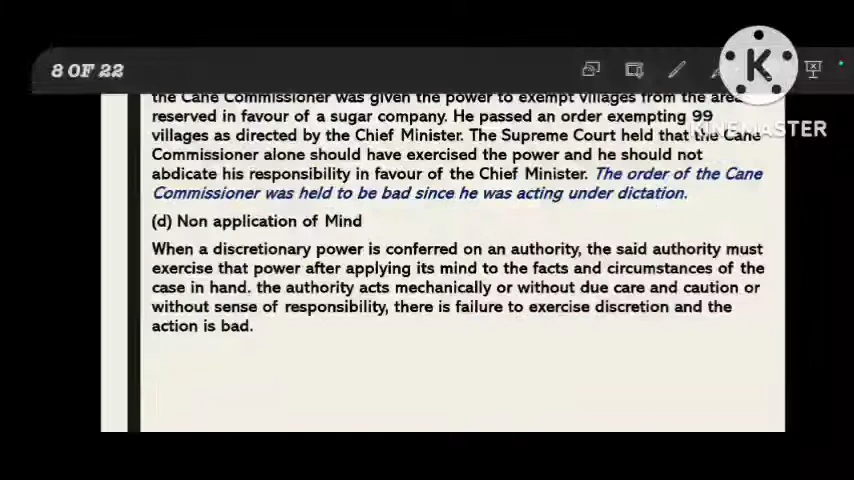 8 OF 22
the Cane Commissioner was given the power to exempt villages from the area
reserved in favour of a sugar company. He passed an order exempting 99
villages as directed by the Chief Minister. The Supreme Court held that the Cane
Commissioner alone should have exercised the power and he should not
abdicate his responsibility in favour of the Chief Minister. The order of the Cane
Commissioner was held to be bad since he was acting under dictation.
(d) Non application of Mind
When a discretionary power is conferred on an authority, the said authority must
exercise that power after applying its mind to the facts and circumstances of the
case in hand. the authority acts mechanically or without due care and caution or
without sense of responsibility, there is failure to exercise discretion and the
action is bad.
K
KINEMASTER